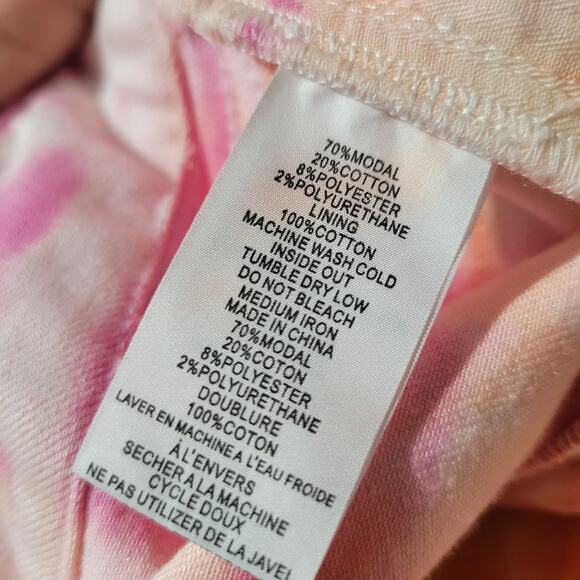 70%MODAL
20%COTTON
8%POLYESTER
2%POLYURETHANE
LINING
100%COTTON
MACHINE WASH COLD
INSIDE OUT
TUMBLE DRY LOW
DO NOT BLEACH
MEDIUM IRON
MADE IN CHINA
70%MODAL
20%COTON
8%POLYESTER
2%POLYURETHANE
DOUBLURE
100%COTON
LAVER EN MACHINE A L'EAU FROIDE
À L'ENVERS
SECHER A LA MACHINE
CYCLE DOUX
NE PAS UTILIZER DE LA JAVEL